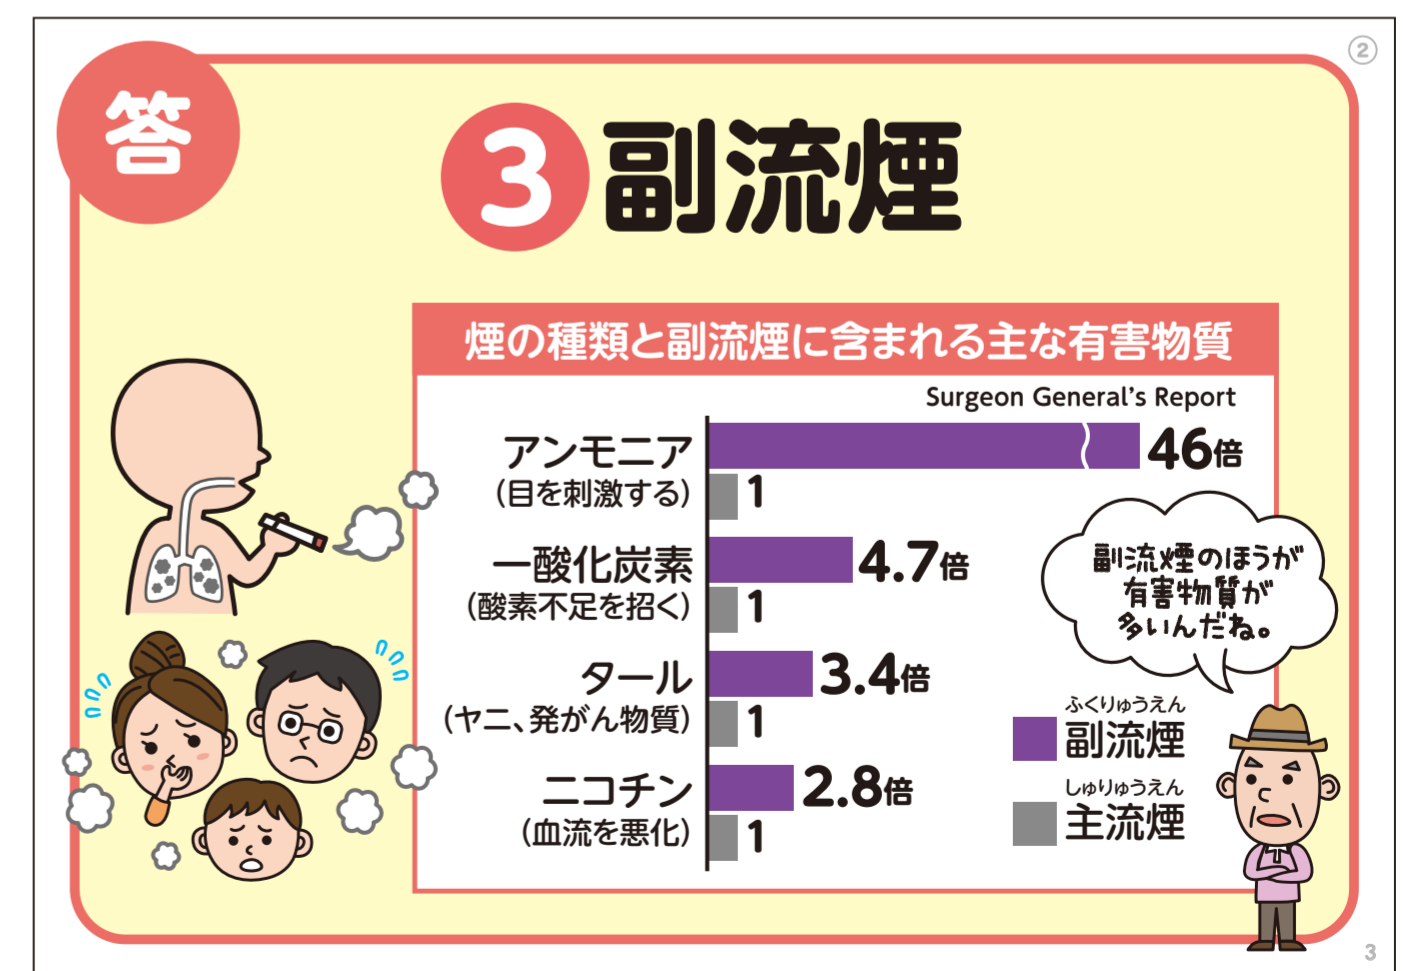 ②
答
3 副流煙
煙の種類と副流煙に含まれる主な有害物質
Surgeon General's Report
アンモニア
(目を刺激する)
46倍
1
一酸化炭素
(酸素不足を招く)
4.7倍
1
タール
(ヤニ、発がん物質)
3.4倍
1
ニコチン
(血流を悪化)
2.8倍
1
副流煙のほうが
有害物質が
多いんだね。
ふくりゅうえん
副流煙
しゅりゅうえん
主流煙
3